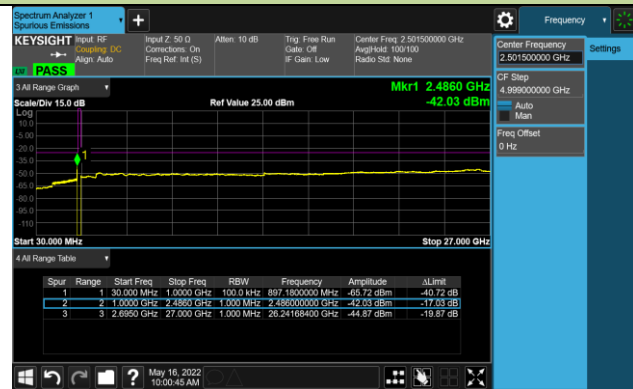 Spectrum Analyzer 1
Spurious Emissions
+
Frequency
KEYSIGHT
Input: RF
Coupling: DC
Align: Auto
Input Z: 50 Ω
Corrections: On
Freq Ref: Int (S)
Atten: 10 dB
Trig: Free Run
Gate: Off
IF Gain: Low
Center Freq: 2.501500000 GHz
Avg|Hold: 100/100
Radio Std: None
PASS
Center Frequency
2.501500000 GHz
Settings
CF Step
4.999000000 GHz
Auto
Man
Freq Offset
0 Hz
3 All Range Graph
Mkr1 2.4860 GHz
Scale/Div 15.0 dB
Ref Value 25.00 dBm
-42.03 dBm
Log
10.0
-5.00
-20.0
-35.0
-50.0
-65.0
-80.0
-95.0
-110
1
Start 30.000 MHz
Stop 27.000 GHz
4 All Range Table
Spur Range Start Freq Stop Freq RBW Frequency Amplitude ΔLimit
1 1 30.000 MHz 1.0000 GHz 100.0 kHz 897.1800000 MHz -65.72 dBm -40.72 dB
2 2 1.0000 GHz 2.4860 GHz 1.000 MHz 2.486000000 GHz -42.03 dBm -17.03 dB
3 3 2.6950 GHz 27.000 GHz 1.000 MHz 26.24168400 GHz -44.87 dBm -19.87 dB
?
May 16, 2022
10:00:45 AM